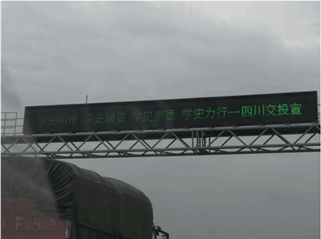 学史明理 学史增信 学史崇德 学史力行—四川交投宣